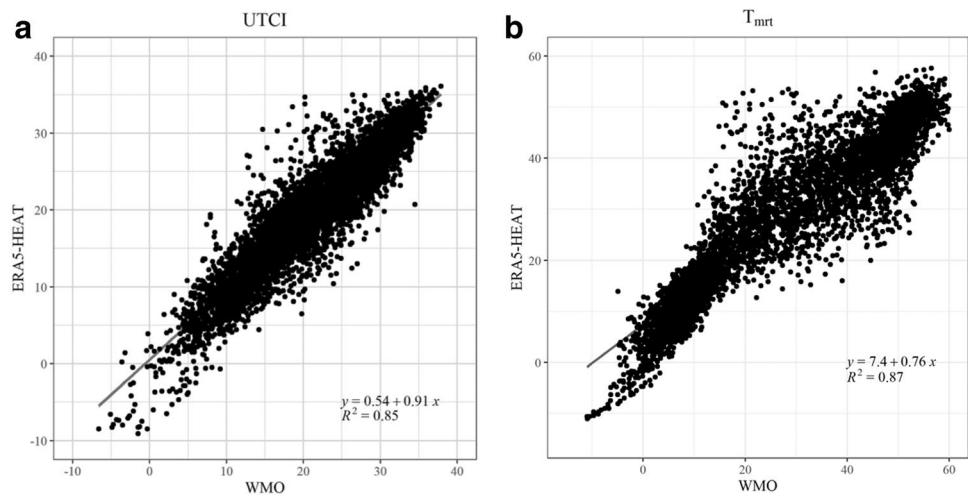 a
UTCI
40
30
20
10
0
-10
ERA5-HEAT
y = 0.54 + 0.91 x
R² = 0.85
-10 0 10 20 30 40
WMO
b
Tmrt
60
40
20
0
ERA5-HEAT
y = 7.4 + 0.76 x
R² = 0.87
0 20 40 60
WMO